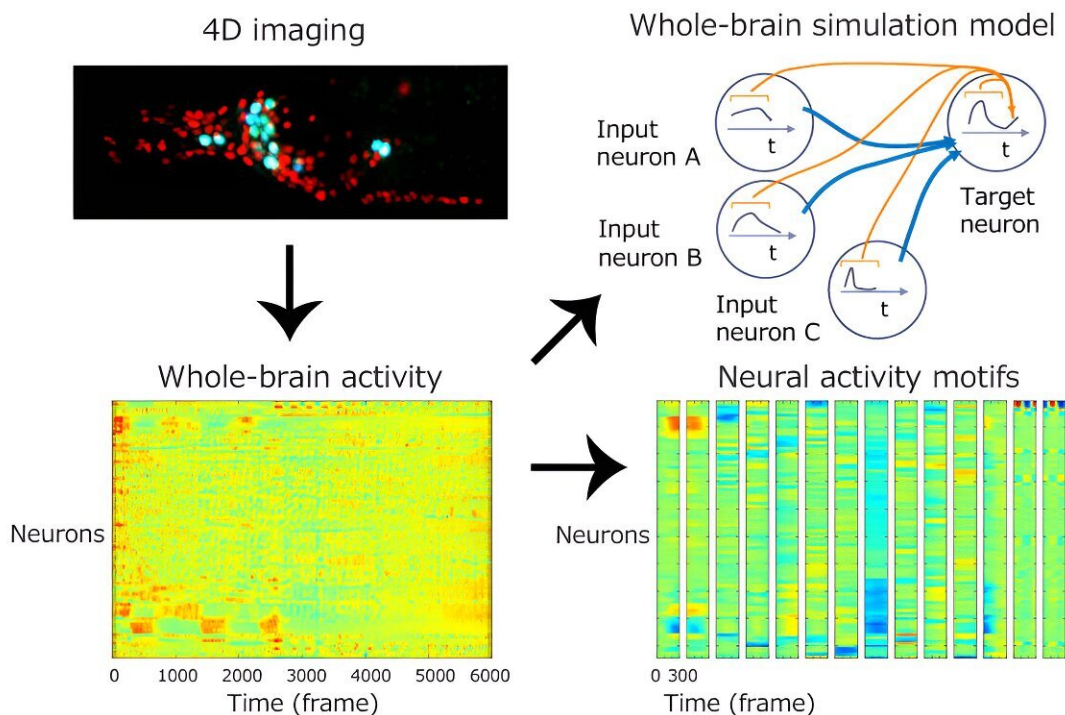 4D imaging
Whole-brain simulation model
Input
neuron A
t
Input
neuron B
t
Input
neuron C
t
t
Target
neuron
Whole-brain activity
Neurons
0 1000 2000 3000 4000 5000 6000
Time (frame)
Neural activity motifs
Neurons
0 300
Time (frame)